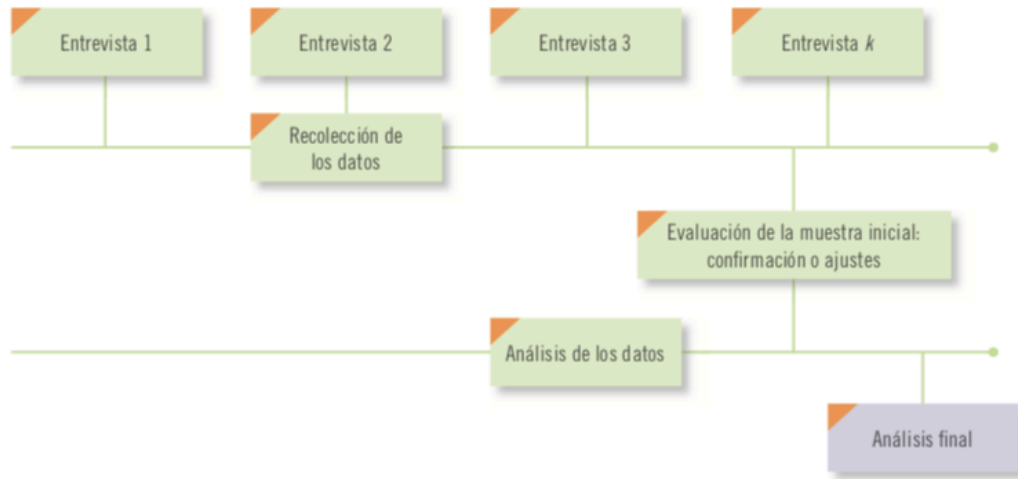 Entrevista 1
Entrevista 2
Entrevista 3
Entrevista k
Recolección de
los datos
Evaluación de la muestra inicial:
confirmación o ajustes
Análisis de los datos
Análisis final